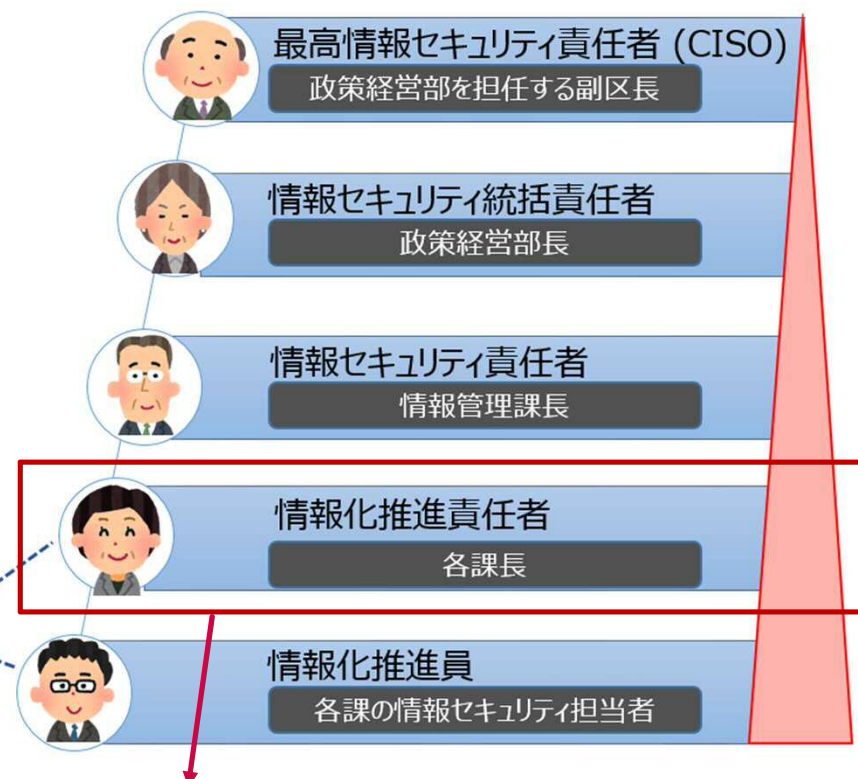 最高情報セキュリティ責任者 (CISO)
政策経営部を担任する副区長
情報セキュリティ統括責任者
政策経営部長
情報セキュリティ責任者
情報管理課長
情報化推進責任者
各課長
情報化推進員
各課の情報セキュリティ担当者